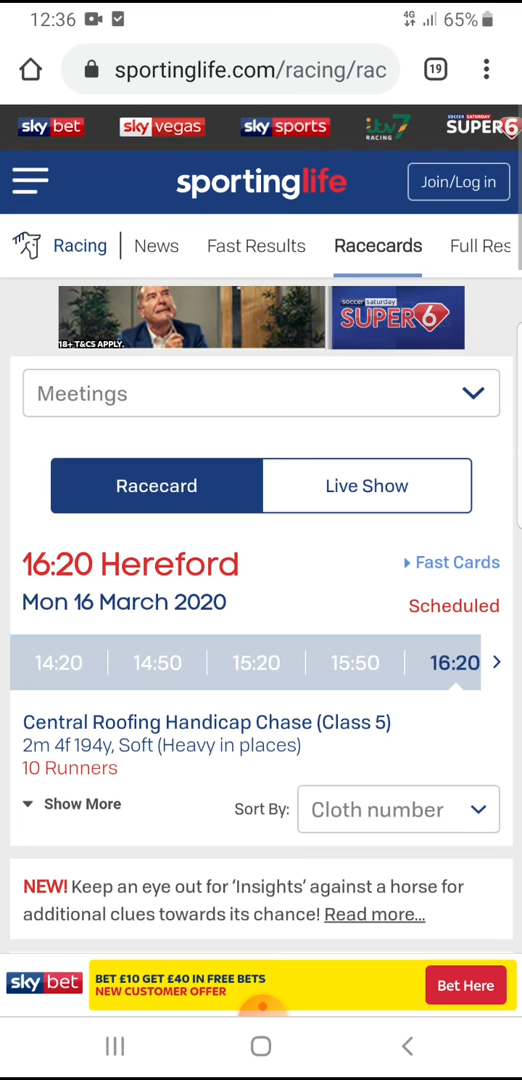 12:36 4G 65%
sportinglife.com/racing/rac 19
sky bet sky vegas sky sports itv7 RACING SOCCER SATURDAY SUPER6
sportinglife Join/Log in
Racing News Fast Results Racecards Full Res
18+ T&CS APPLY. soccer saturday SUPER 6
Meetings
Racecard Live Show
16:20 Hereford Fast Cards
Mon 16 March 2020 Scheduled
14:20 14:50 15:20 15:50 16:20
Central Roofing Handicap Chase (Class 5)
2m 4f 194y, Soft (Heavy in places)
10 Runners
Show More Sort By: Cloth number
NEW! Keep an eye out for ‘Insights’ against a horse for
additional clues towards its chance! Read more...
sky bet BET £10 GET £40 IN FREE BETS
NEW CUSTOMER OFFER Bet Here